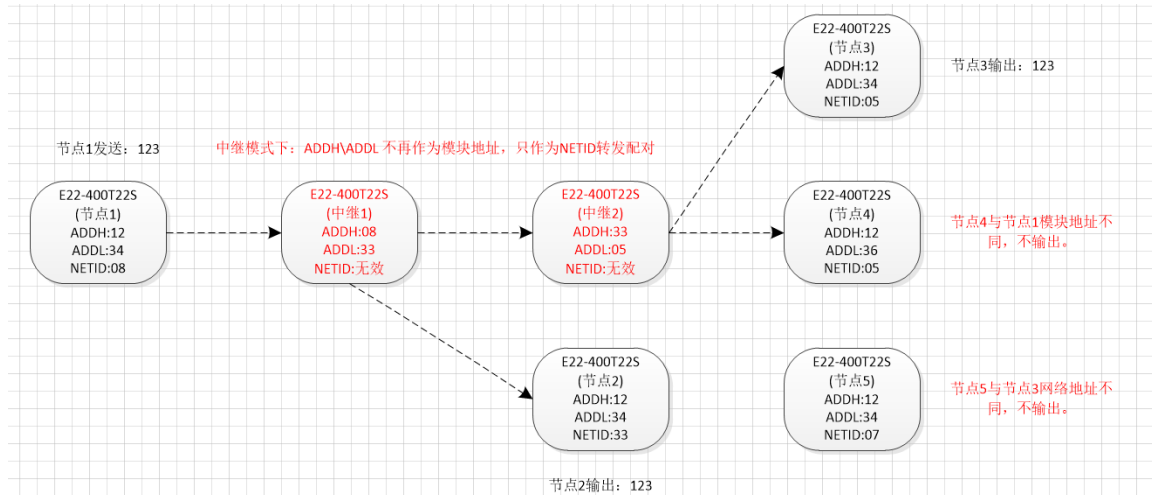 E22-400T22S
(节点3)
ADDH:12
ADDL:34
NETID:05
节点3输出：123
节点1发送：123
中继模式下：ADDH\ADDL 不再作为模块地址，只作为NETID转发配对
E22-400T22S
(节点1)
ADDH:12
ADDL:34
NETID:08
E22-400T22S
(中继1)
ADDH:08
ADDL:33
NETID:无效
E22-400T22S
(中继2)
ADDH:33
ADDL:05
NETID:无效
E22-400T22S
(节点4)
ADDH:12
ADDL:36
NETID:05
节点4与节点1模块地址不
同，不输出。
E22-400T22S
(节点2)
ADDH:12
ADDL:34
NETID:33
E22-400T22S
(节点5)
ADDH:12
ADDL:34
NETID:07
节点5与节点3网络地址不
同，不输出。
节点2输出：123